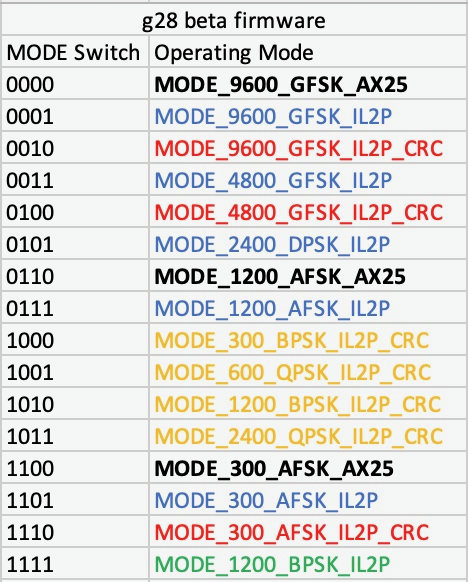 g28 beta firmware
MODE Switch Operating Mode
0000 MODE_9600_GFSK_AX25
0001 MODE_9600_GFSK_IL2P
0010 MODE_9600_GFSK_IL2P_CRC
0011 MODE_4800_GFSK_IL2P
0100 MODE_4800_GFSK_IL2P_CRC
0101 MODE_2400_DPSK_IL2P
0110 MODE_1200_AFSK_AX25
0111 MODE_1200_AFSK_IL2P
1000 MODE_300_BPSK_IL2P_CRC
1001 MODE_600_QPSK_IL2P_CRC
1010 MODE_1200_BPSK_IL2P_CRC
1011 MODE_2400_QPSK_IL2P_CRC
1100 MODE_300_AFSK_AX25
1101 MODE_300_AFSK_IL2P
1110 MODE_300_AFSK_IL2P_CRC
1111 MODE_1200_BPSK_IL2P